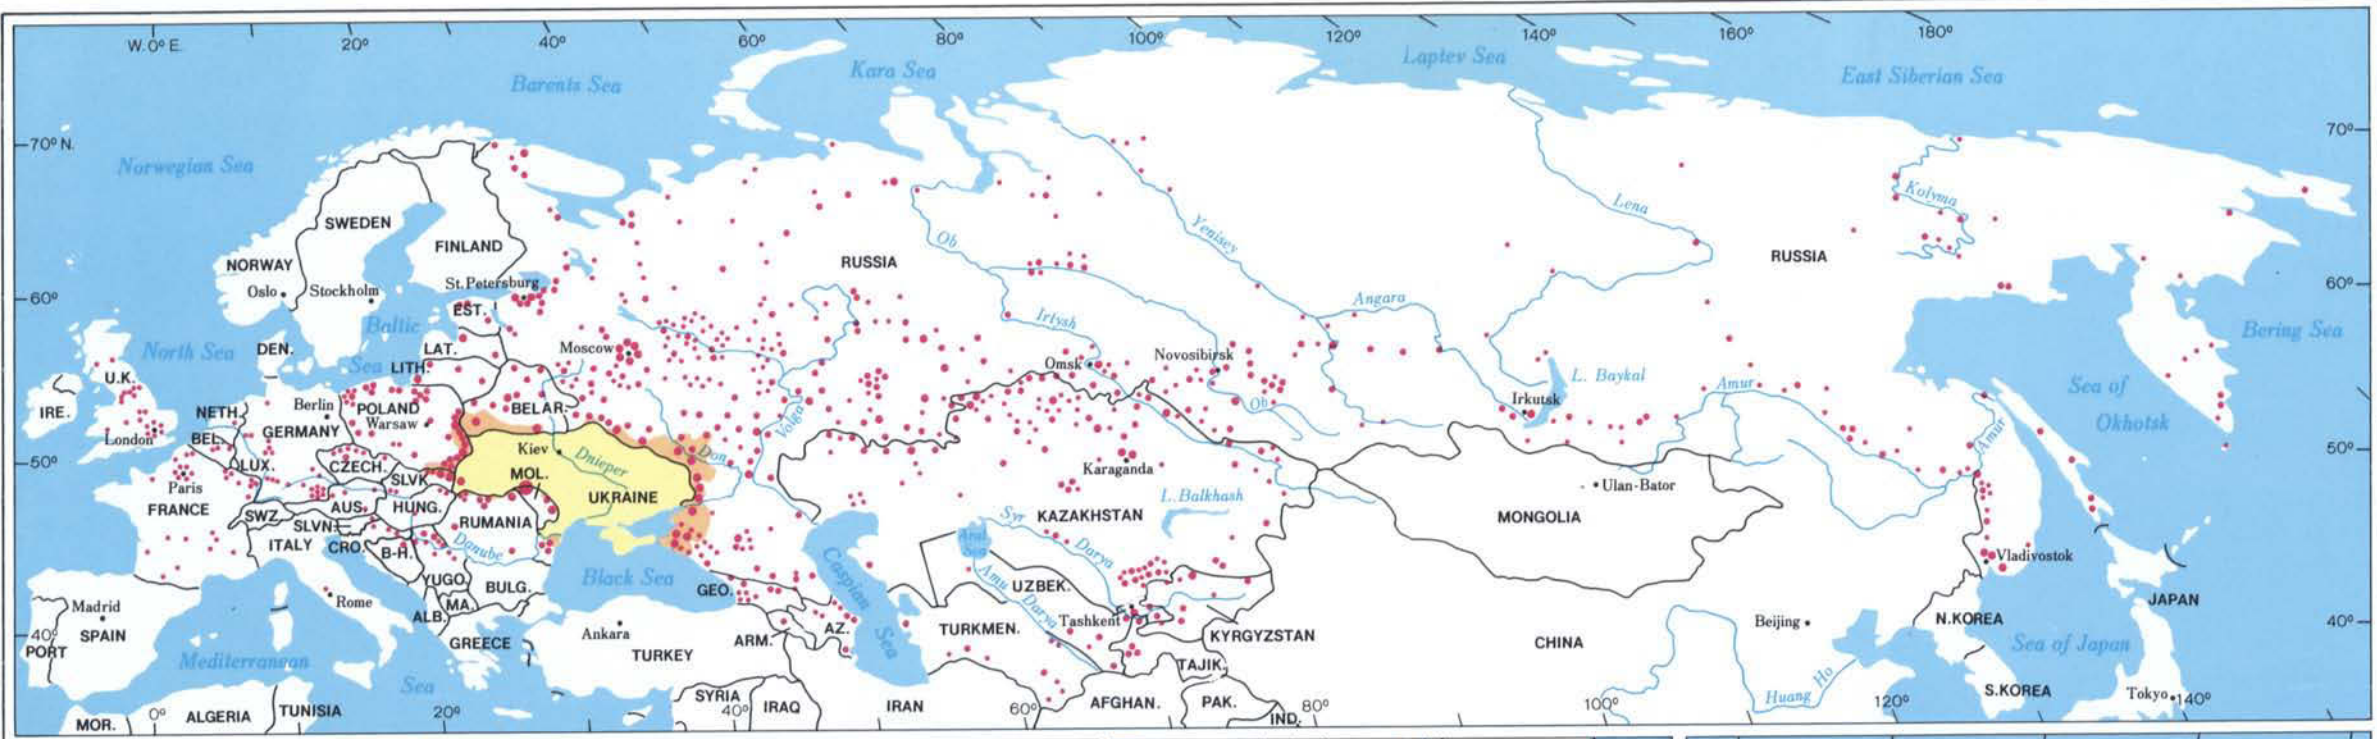 W. 0° E. 20° 40° 60° 80° 100° 120° 140° 160° 180°
Barents Sea
Kara Sea
Laptev Sea
East Siberian Sea
70° N.
70°
Norwegian Sea
SWEDEN
FINLAND
NORWAY
Oslo
Stockholm
St. Petersburg
RUSSIA
Ob
Yenisey
Lena
RUSSIA
Kolyma
60°
60°
EST.
Baltic
Sea
North Sea
DEN.
LAT.
LITH.
Moscow
Irtysh
Angara
Omsk
Novosibirsk
Bering Sea
U.K.
IRE.
London
NETH.
Berlin
POLAND
Warsaw
GERMANY
BELAR.
Volga
Ob
L. Baykal
Irkutsk
Amur
Amur
Sea of
Okhotsk
BEL.
LUX.
50°
50°
Paris
FRANCE
CZECH.
SLVK.
Kiev
MOL.
Dnieper
UKRAINE
Don
Karaganda
L. Balkhash
KAZAKHSTAN
Ulan-Bator
MONGOLIA
SWZ.
AUS.
HUNG.
SLVN.
ITALY
CRO.
B-H.
RUMANIA
Danube
YUGO.
BULG.
Black Sea
GEO.
Caspian
Sea
Aral
Sea
Syr
Darya
Amu Darya
UZBEK.
Tashkent
Vladivostok
JAPAN
Madrid
SPAIN
PORT
40°
40°
Rome
ALB.
MA.
GREECE
Ankara
TURKEY
ARM.
AZ.
TURKMEN.
KYRGYZSTAN
TAJIK.
CHINA
Beijing
Huang Ho
N.KOREA
Sea of Japan
S.KOREA
Tokyo
Mediterranean
Sea
MOR.
ALGERIA
TUNISIA
SYRIA
IRAQ
IRAN
AFGHAN.
PAK.
IND.
0° 20° 40° 60° 80° 100° 120° 140°